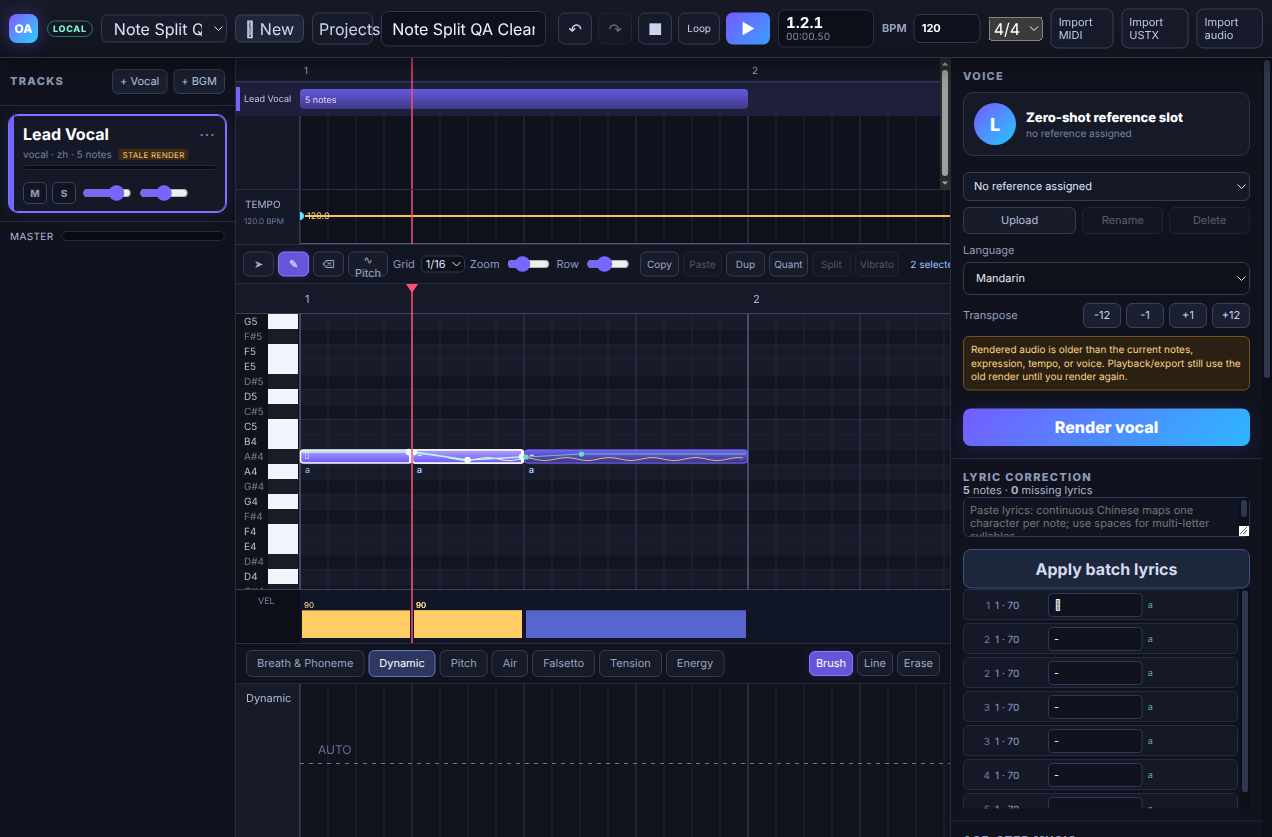 OA LOCAL Note Split Q New Projects Note Split QA Clear Loop 1.2.1 BPM 120 4/4 Import MIDI Import USTX Import audio
00:00.50
TRACKS + Vocal + BGM
Lead Vocal ...
vocal · zh · 5 notes STALE RENDER
M S
MASTER
1 2
Lead Vocal 5 notes
TEMPO
120.0 BPM 120.0
Pitch Grid 1/16 Zoom Row Copy Paste Dup Quant Split Vibrato 2 selecte
1 2
G5
F#5
F5
E5
D#5
D5
C#5
C5
B4
A#4
A4 a a a
G#4
G4
F#4
F4
E4
D#4
D4
VEL 90 90
Breath & Phoneme Dynamic Pitch Air Falsetto Tension Energy Brush Line Erase
Dynamic
AUTO
VOICE
L Zero-shot reference slot
no reference assigned
No reference assigned
Upload Rename Delete
Language
Mandarin
Transpose -12 -1 +1 +12
Rendered audio is older than the current notes,
expression, tempo, or voice. Playback/export still use the
old render until you render again.
Render vocal
LYRIC CORRECTION
5 notes · 0 missing lyrics
Paste lyrics: continuous Chinese maps one
character per note; use spaces for multi-letter
syllables
Apply batch lyrics
1 1 · 70 a
2 1 · 70 - a
2 1 · 70 - a
3 1 · 70 - a
3 1 · 70 - a
4 1 · 70 - a